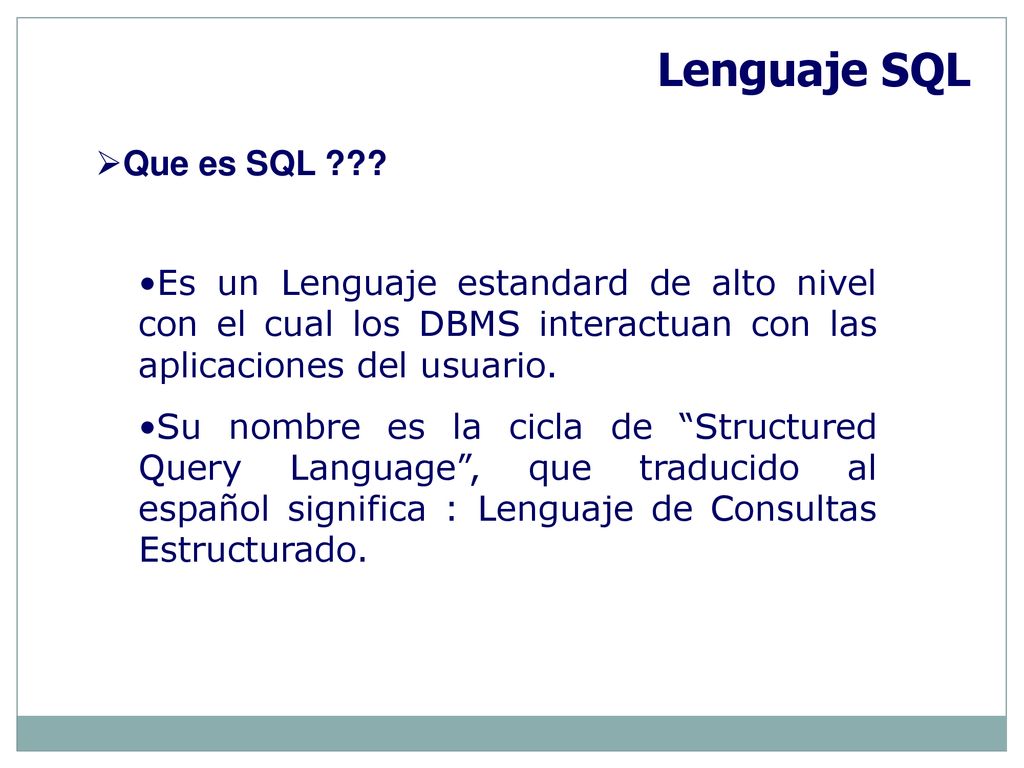 Lenguaje SQL
➢Que es SQL ???
•Es un Lenguaje estandard de alto nivel
con el cual los DBMS interactuan con las
aplicaciones del usuario.
•Su nombre es la cicla de “Structured
Query Language”, que traducido al
español significa : Lenguaje de Consultas
Estructurado.